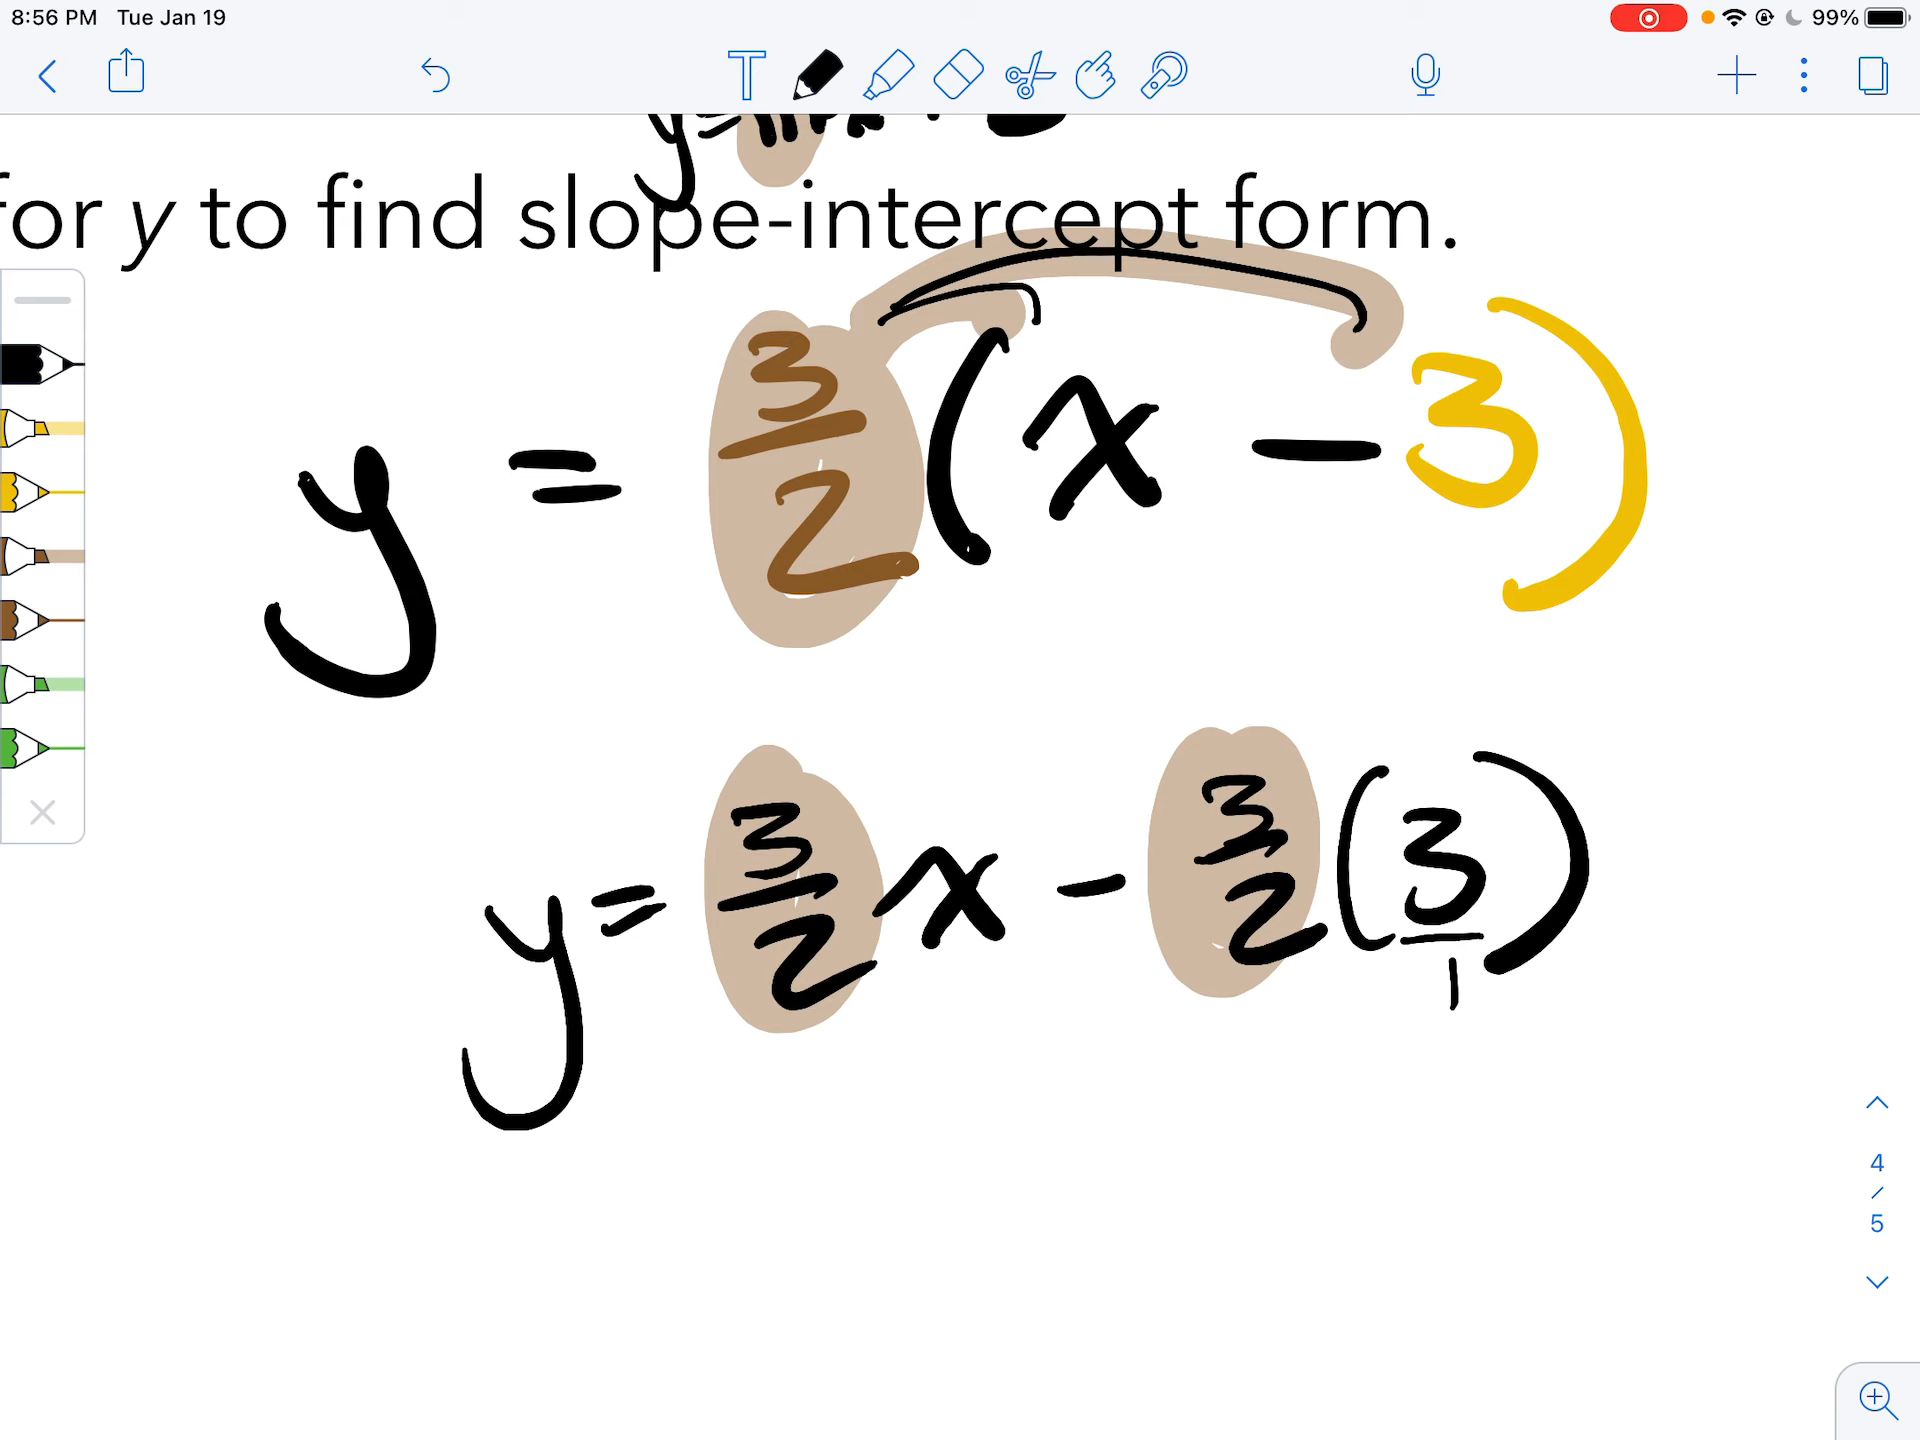 8:56 PM Tue Jan 19 99%
T
for y to find slope-intercept form.
y = 3/2 (x - 3)
y = 3/2 x - 3/2 (3/1)
4
/
5